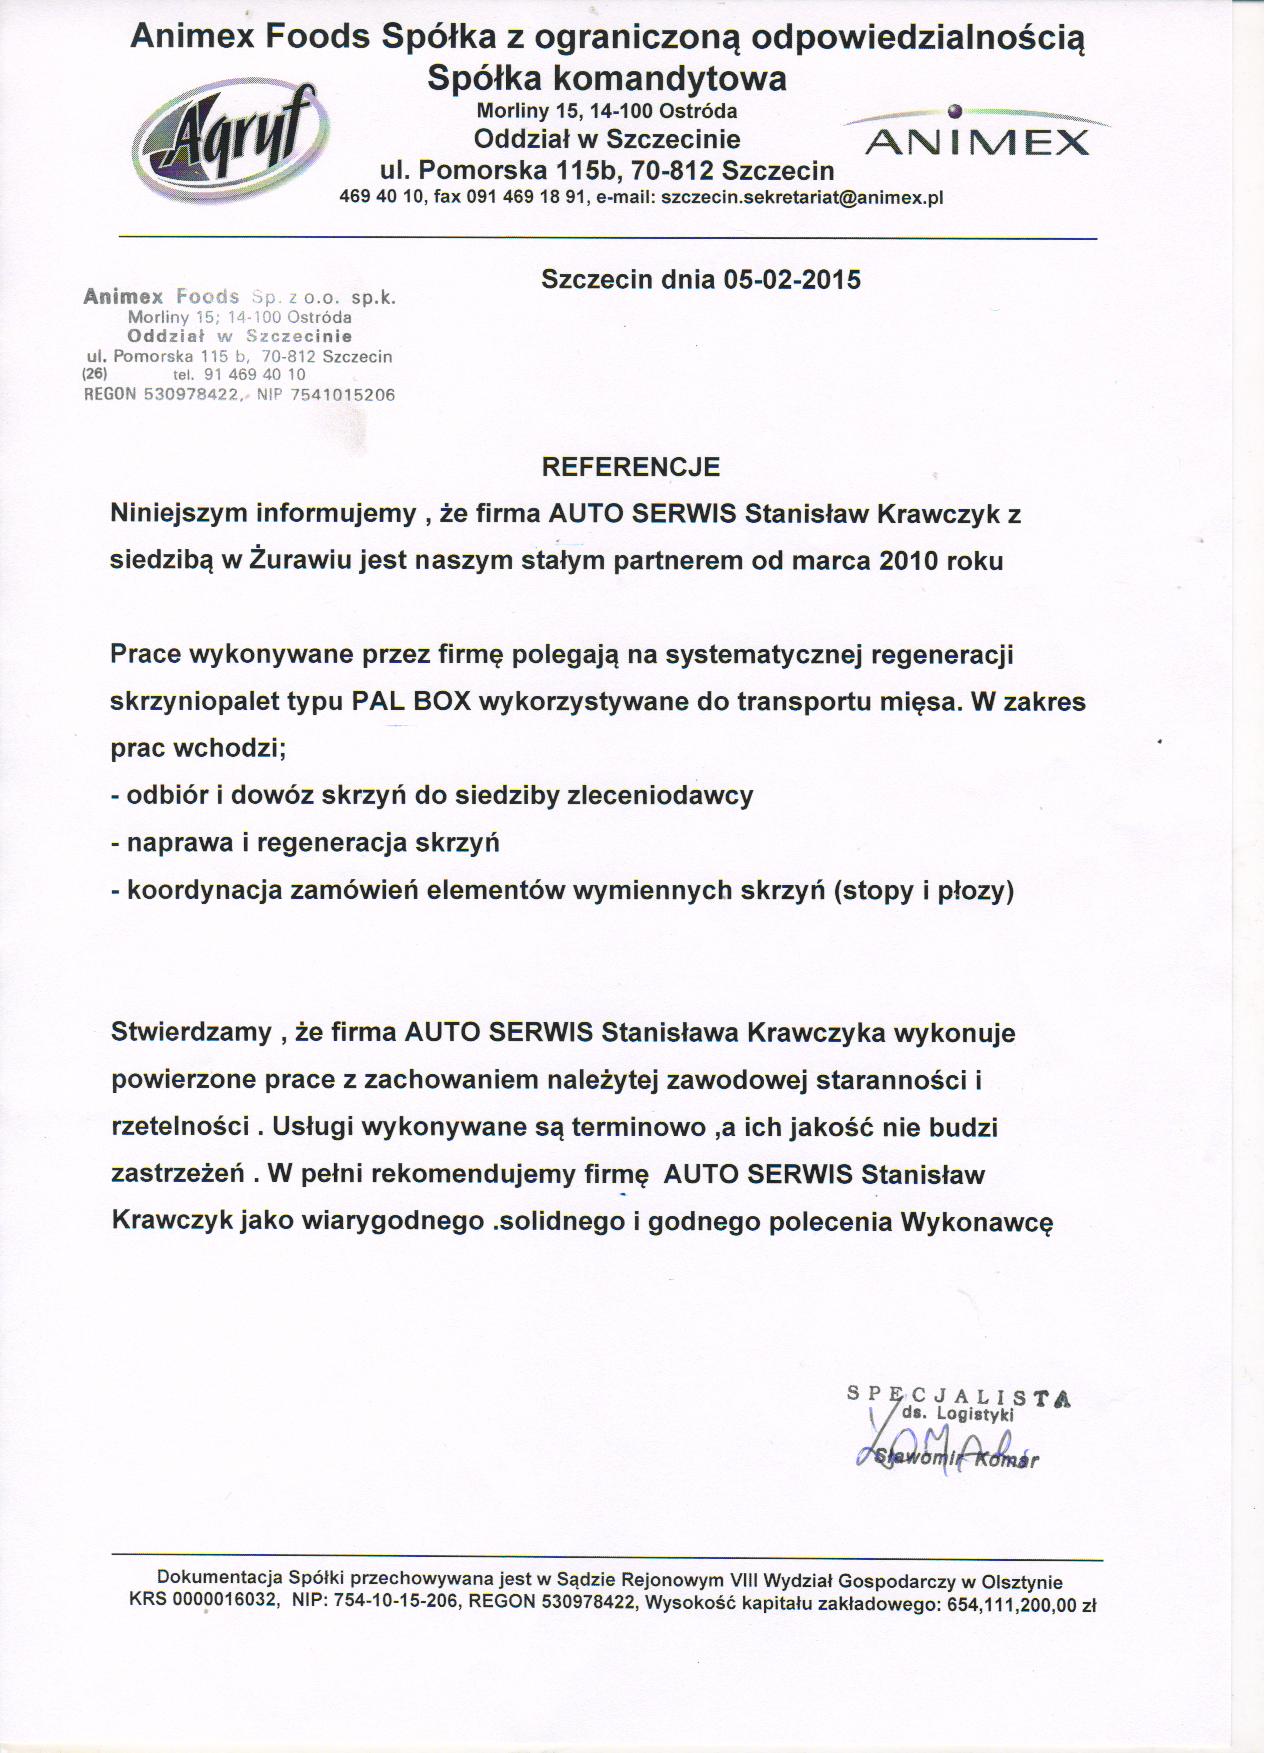 Animex Foods Spółka z ograniczoną odpowiedzialnością
Spółka komandytowa
Agryf
Morliny 15, 14-100 Ostróda
ANIMEX
Oddział w Szczecinie
ul. Pomorska 115b, 70-812 Szczecin
469 40 10, fax 091 469 18 91, e-mail: szczecin.sekretariat@animex.pl
Szczecin dnia 05-02-2015
Animex Foods Sp. z o.o. sp.k.
Morliny 15; 14-100 Ostróda
Oddział w Szczecinie
ul. Pomorska 115 b, 70-812 Szczecin
(26) tel. 91 469 40 10
REGON 530978422, NIP 7541015206
REFERENCJE
Niniejszym informujemy , że firma AUTO SERWIS Stanisław Krawczyk z
siedzibą w Żurawiu jest naszym stałym partnerem od marca 2010 roku
Prace wykonywane przez firmę polegają na systematycznej regeneracji
skrzyniopalet typu PAL BOX wykorzystywane do transportu mięsa. W zakres
prac wchodzi;
- odbiór i dowóz skrzyń do siedziby zleceniodawcy
- naprawa i regeneracja skrzyń
- koordynacja zamówień elementów wymiennych skrzyń (stopy i płozy)
Stwierdzamy , że firma AUTO SERWIS Stanisława Krawczyka wykonuje
powierzone prace z zachowaniem należytej zawodowej staranności i
rzetelności . Usługi wykonywane są terminowo ,a ich jakość nie budzi
zastrzeżeń . W pełni rekomendujemy firmę AUTO SERWIS Stanisław
Krawczyk jako wiarygodnego .solidnego i godnego polecenia Wykonawcę
SPECJALISTA
ds. Logistyki
Sławomir Komar
Dokumentacja Spółki przechowywana jest w Sądzie Rejonowym VIII Wydział Gospodarczy w Olsztynie
KRS 0000016032, NIP: 754-10-15-206, REGON 530978422, Wysokość kapitału zakładowego: 654,111,200,00 zł